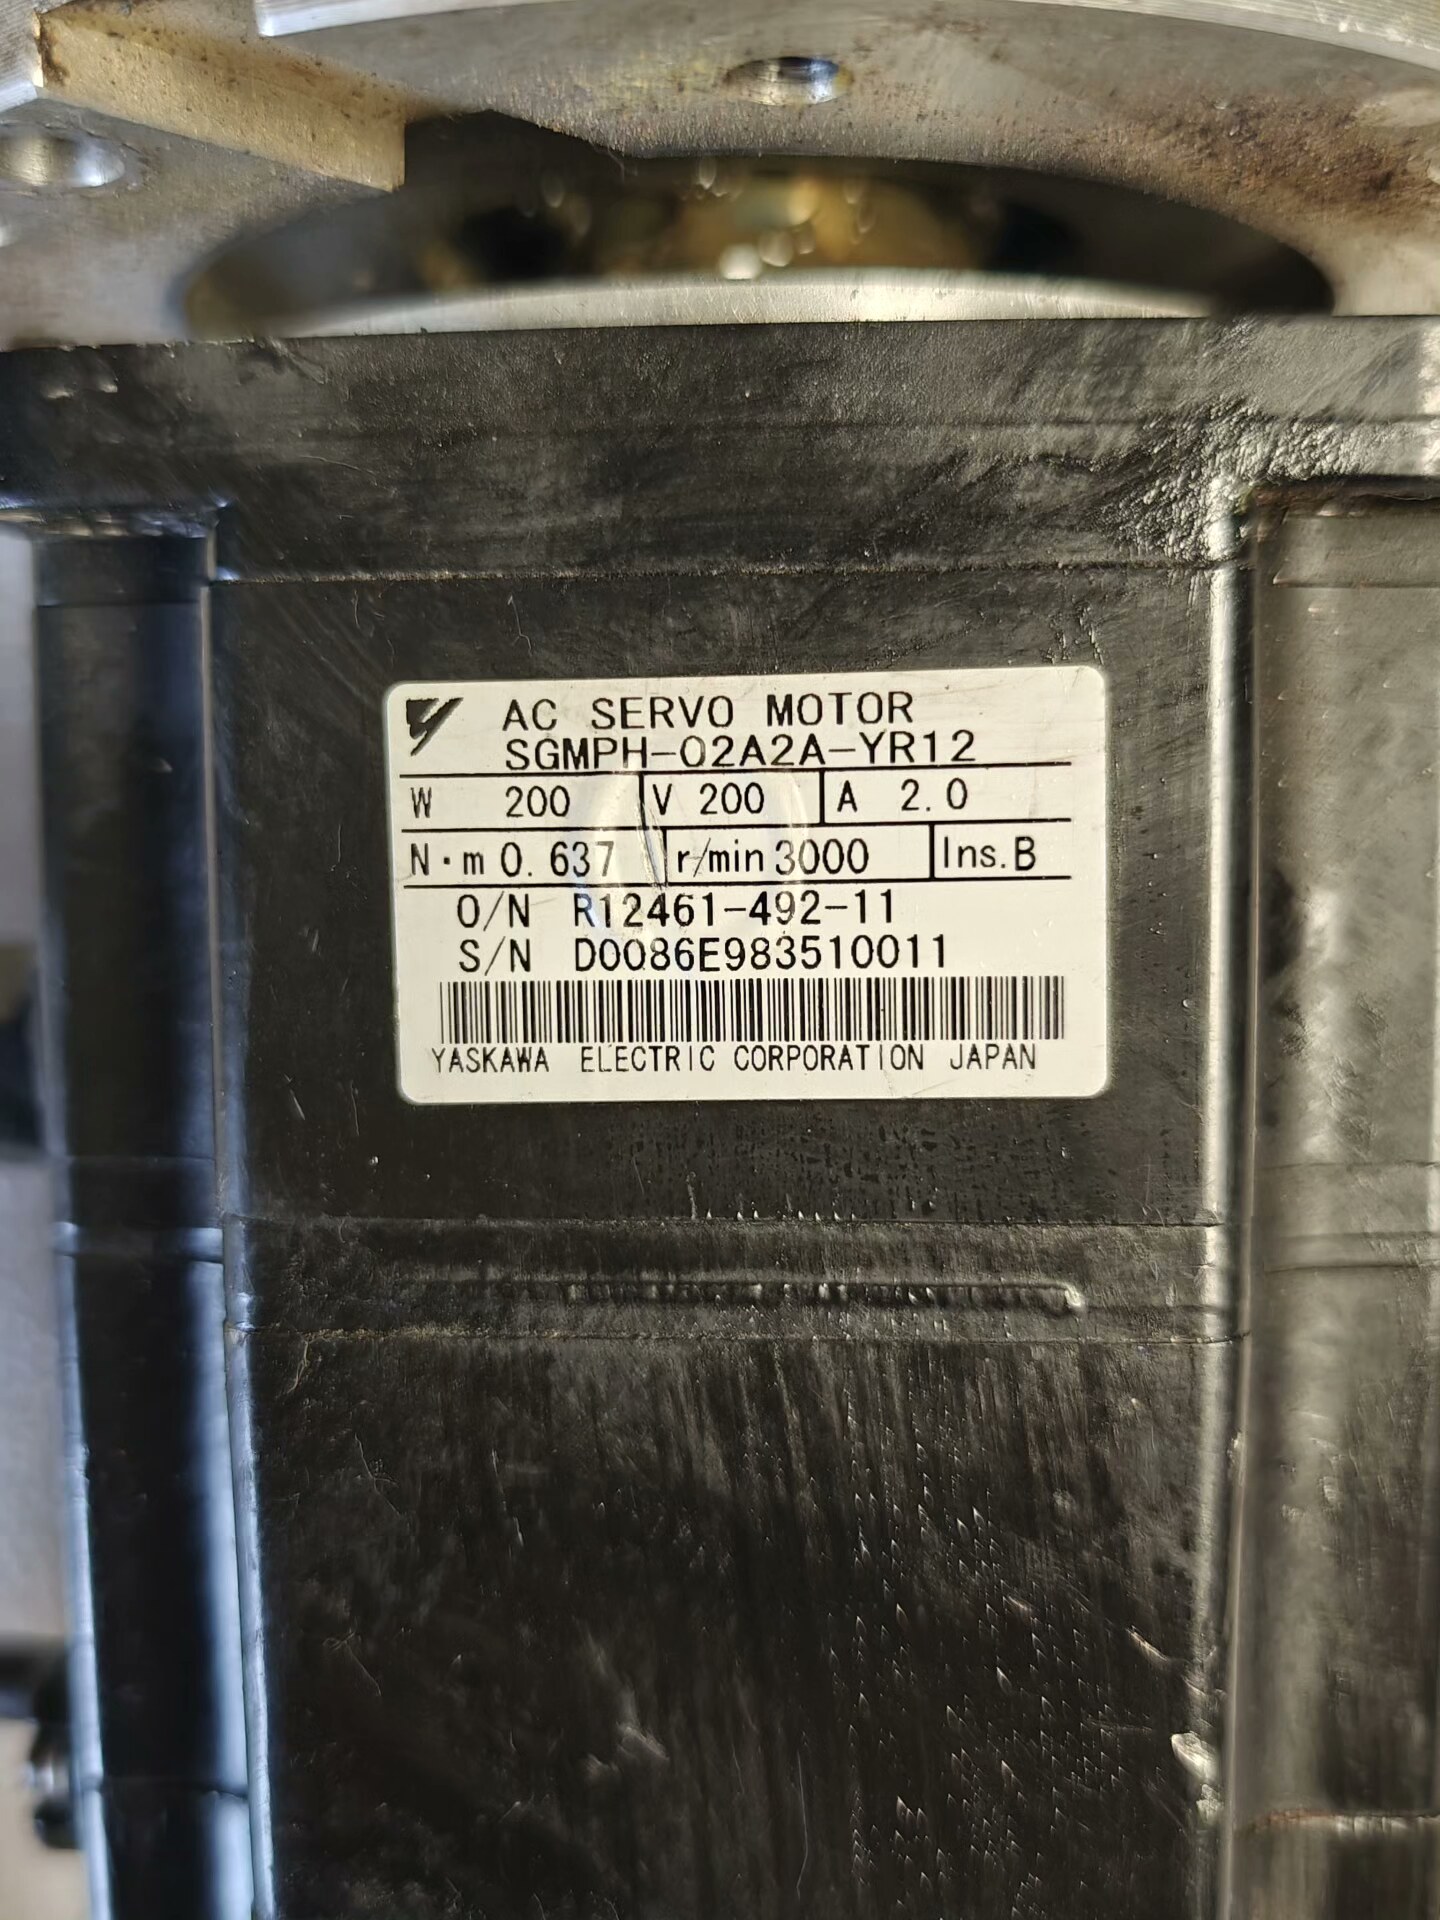 AC SERVO MOTOR
SGMPH-02A2A-YR12
W 200 V 200 A 2.0
N·m 0.637 r/min 3000 Ins.B
O/N R12461-492-11
S/N D0086E983510011
YASKAWA ELECTRIC CORPORATION JAPAN